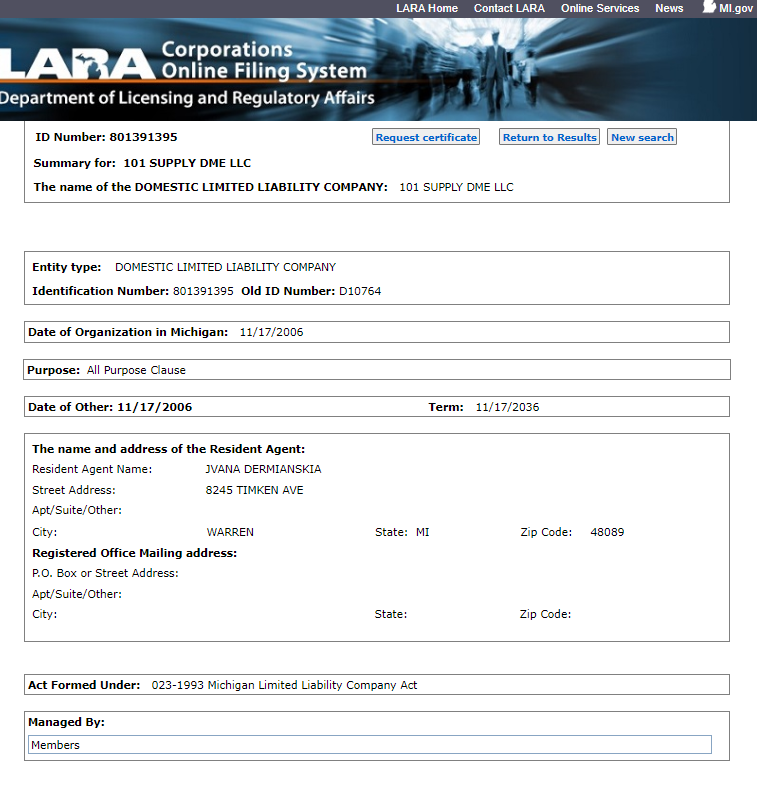 LARA Home Contact LARA Online Services News MI.gov
LARA Corporations
Online Filing System
Department of Licensing and Regulatory Affairs
ID Number: 801391395 Request certificate Return to Results New search
Summary for: 101 SUPPLY DME LLC
The name of the DOMESTIC LIMITED LIABILITY COMPANY: 101 SUPPLY DME LLC
Entity type: DOMESTIC LIMITED LIABILITY COMPANY
Identification Number: 801391395 Old ID Number: D10764
Date of Organization in Michigan: 11/17/2006
Purpose: All Purpose Clause
Date of Other: 11/17/2006 Term: 11/17/2036
The name and address of the Resident Agent:
Resident Agent Name: JVANA DERMIANSKIA
Street Address: 8245 TIMKEN AVE
Apt/Suite/Other:
City: WARREN State: MI Zip Code: 48089
Registered Office Mailing address:
P.O. Box or Street Address:
Apt/Suite/Other:
City: State: Zip Code:
Act Formed Under: 023-1993 Michigan Limited Liability Company Act
Managed By:
Members